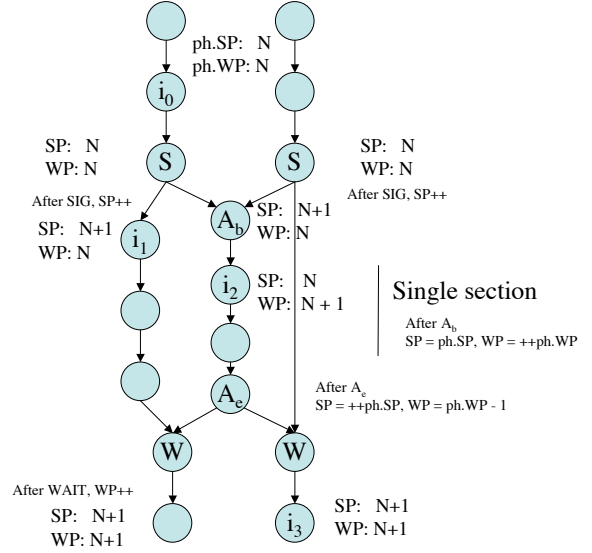 ph.SP: N
ph.WP: N
i0
SP: N
WP: N
S
S
SP: N
WP: N
After SIG, SP++
After SIG, SP++
SP: N+1
WP: N
i1
Ab
SP: N+1
WP: N
i2
SP: N
WP: N + 1
Single section
After Ab
SP = ph.SP, WP = ++ph.WP
Ae
After Ae
SP = ++ph.SP, WP = ph.WP - 1
W
W
After WAIT, WP++
SP: N+1
WP: N+1
i3
SP: N+1
WP: N+1